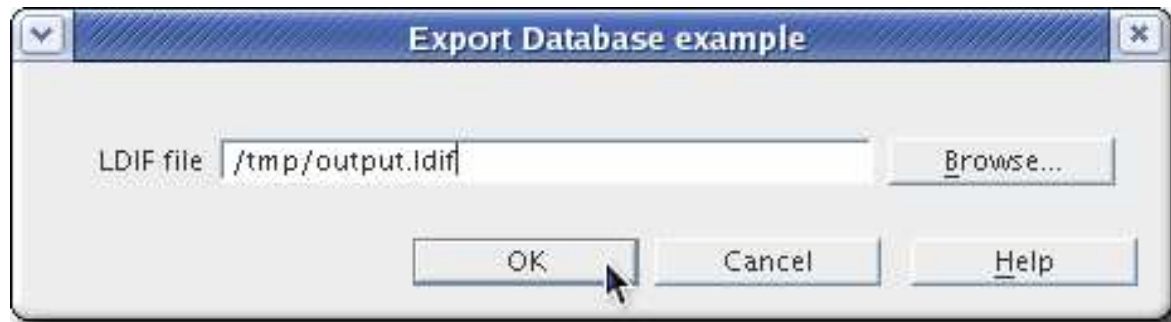 Export Database example
LDIF file /tmp/output.ldif Browse...
OK Cancel Help